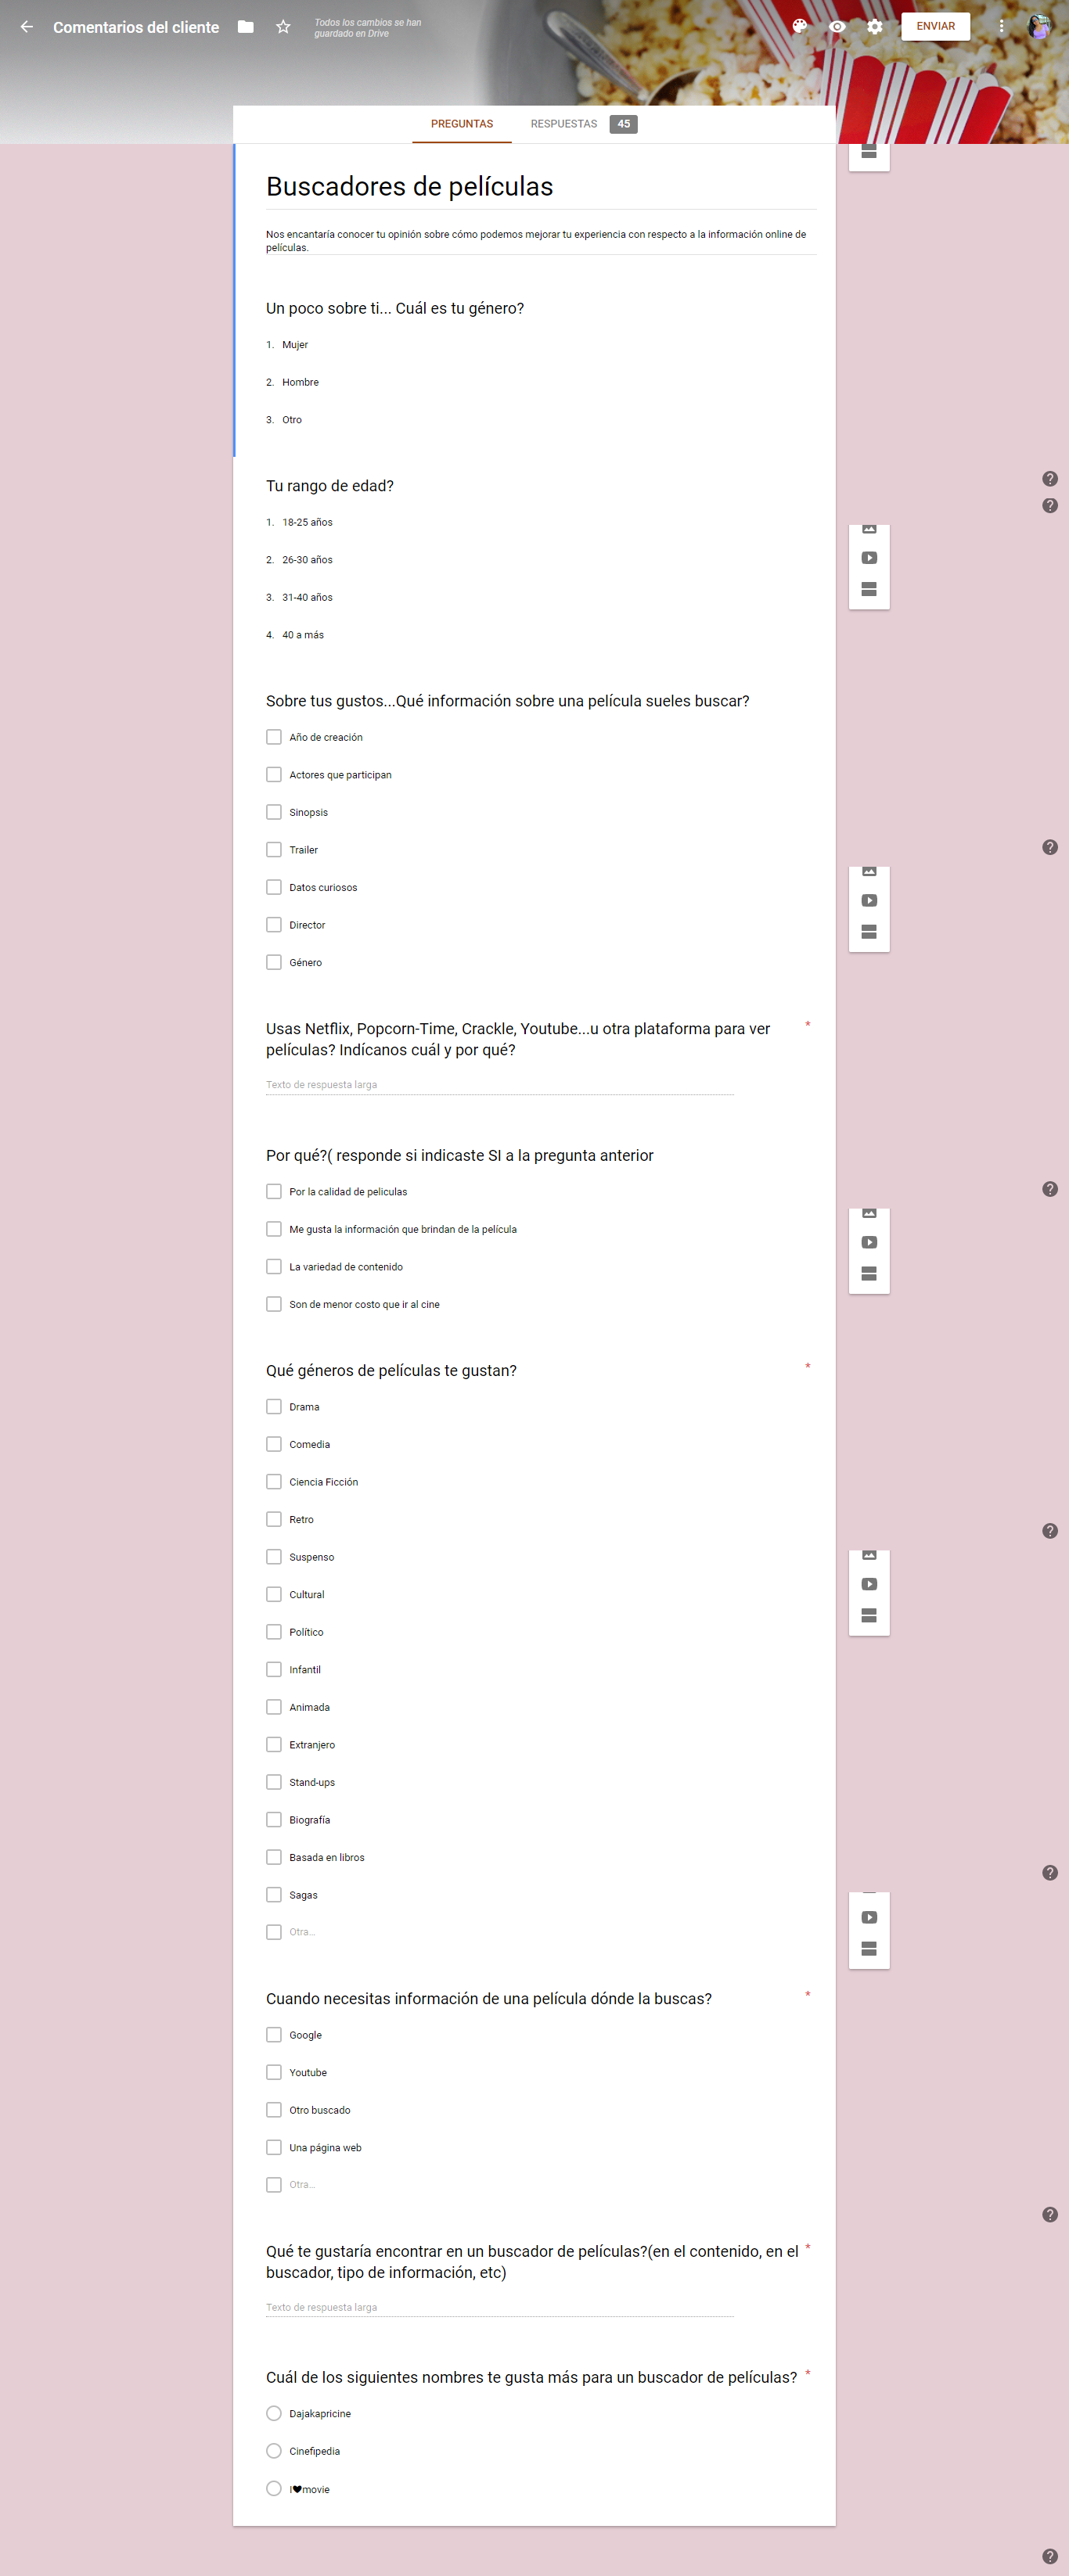 Comentarios del cliente
Todos los cambios se han
guardado en Drive
ENVIAR
PREGUNTAS RESPUESTAS 45
Buscadores de películas
Nos encantaría conocer tu opinión sobre cómo podemos mejorar tu experiencia con respecto a la información online de
películas.
Un poco sobre ti... Cuál es tu género?
1. Mujer
2. Hombre
3. Otro
Tu rango de edad?
1. 18-25 años
2. 26-30 años
3. 31-40 años
4. 40 a más
Sobre tus gustos...Qué información sobre una película sueles buscar?
Año de creación
Actores que participan
Sinopsis
Trailer
Datos curiosos
Director
Género
Usas Netflix, Popcorn-Time, Crackle, Youtube...u otra plataforma para ver *
películas? Indícanos cuál y por qué?
Texto de respuesta larga
Por qué?( responde si indicaste SI a la pregunta anterior
Por la calidad de peliculas
Me gusta la información que brindan de la película
La variedad de contenido
Son de menor costo que ir al cine
Qué géneros de películas te gustan? *
Drama
Comedia
Ciencia Ficción
Retro
Suspenso
Cultural
Político
Infantil
Animada
Extranjero
Stand-ups
Biografía
Basada en libros
Sagas
Otra...
Cuando necesitas información de una película dónde la buscas? *
Google
Youtube
Otro buscado
Una página web
Otra...
Qué te gustaría encontrar en un buscador de películas?(en el contenido, en el *
buscador, tipo de información, etc)
Texto de respuesta larga
Cuál de los siguientes nombres te gusta más para un buscador de películas? *
Dajakapricine
Cinefipedia
I♥movie